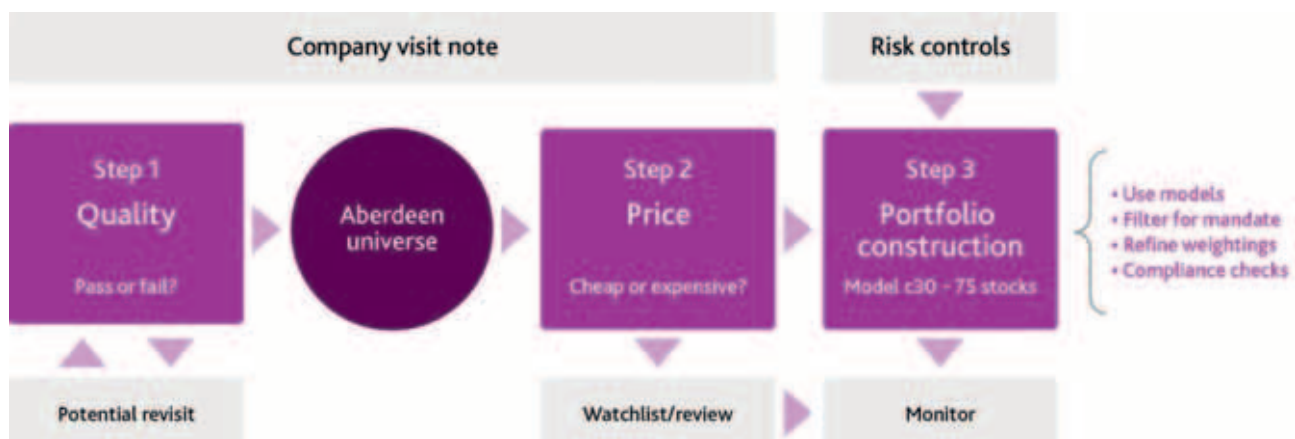 Company visit note
Risk controls
Step 1
Quality
Pass or fail?
Aberdeen
universe
Step 2
Price
Cheap or expensive?
Step 3
Portfolio
construction
Model c30 - 75 stocks
• Use models
• Filter for mandate
• Refine weightings
• Compliance checks
Potential revisit
Watchlist/review
Monitor